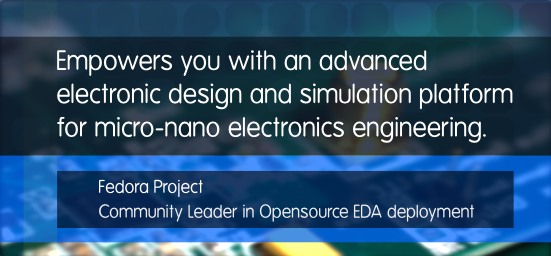 Empowers you with an advanced
electronic design and simulation platform
for micro-nano electronics engineering.
Fedora Project
Community Leader in Opensource EDA deployment